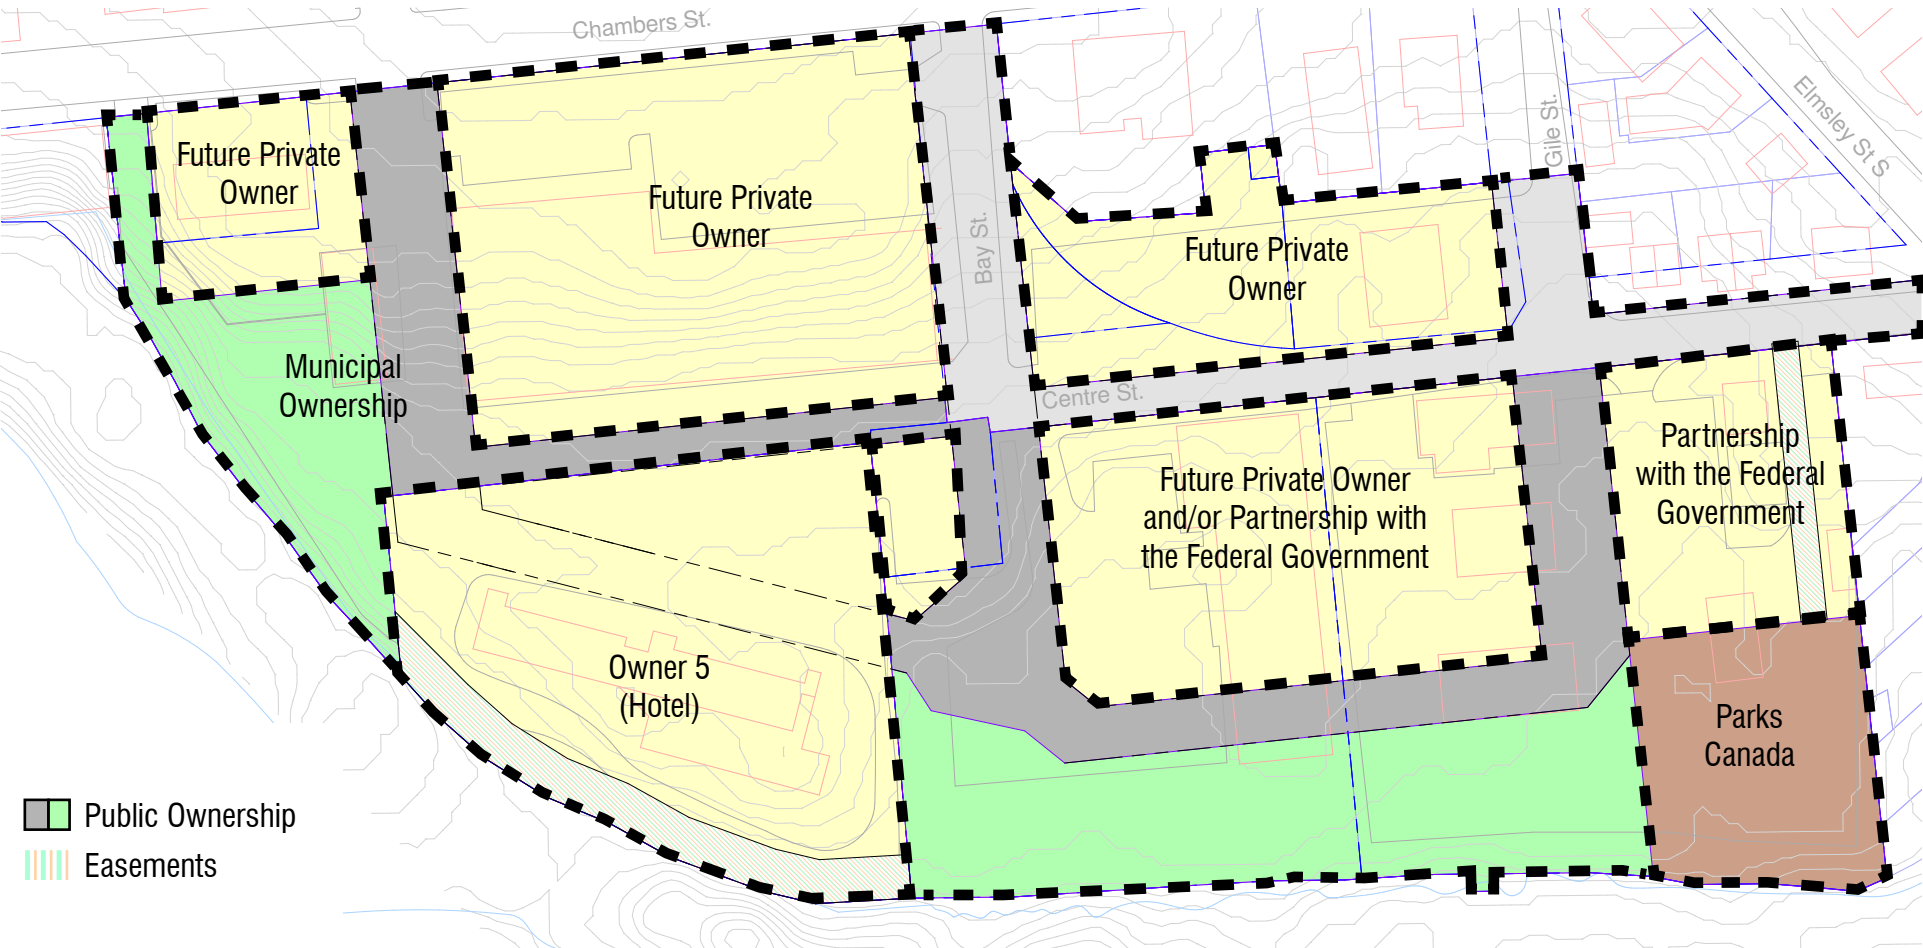 Chambers St.
Elmsley St S
Gile St.
Future Private
Owner
Future Private
Owner
Bay St.
Future Private
Owner
Municipal
Ownership
Centre St.
Future Private Owner
and/or Partnership with
the Federal Government
Partnership
with the Federal
Government
Owner 5
(Hotel)
Parks
Canada
Public Ownership
Easements